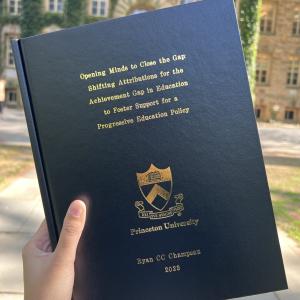 Opening Minds to Close the Gap:
Shifting Attributions for the
Achievement Gap in Education
to Foster Support for a
Progressive Education Policy
Princeton University
Ryan CC Champeau
2023